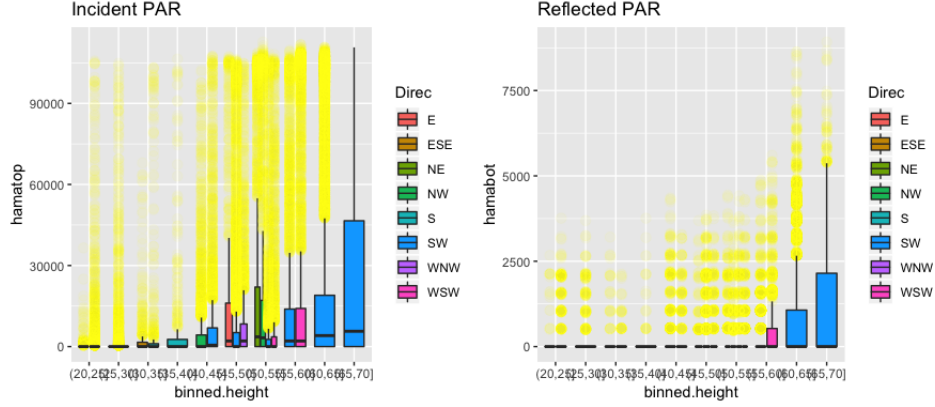 Incident PAR
hamatop
90000
60000
30000
0
(20,25] (25,30] (30,35] (35,40] (40,45] (45,50] (50,55] (55,60] (60,65] (65,70]
binned.height
Direc
E
ESE
NE
NW
S
SW
WNW
WSW
Reflected PAR
hamabot
7500
5000
2500
0
(20,25] (25,30] (30,35] (35,40] (40,45] (45,50] (50,55] (55,60] (60,65] (65,70]
binned.height
Direc
E
ESE
NE
NW
S
SW
WNW
WSW